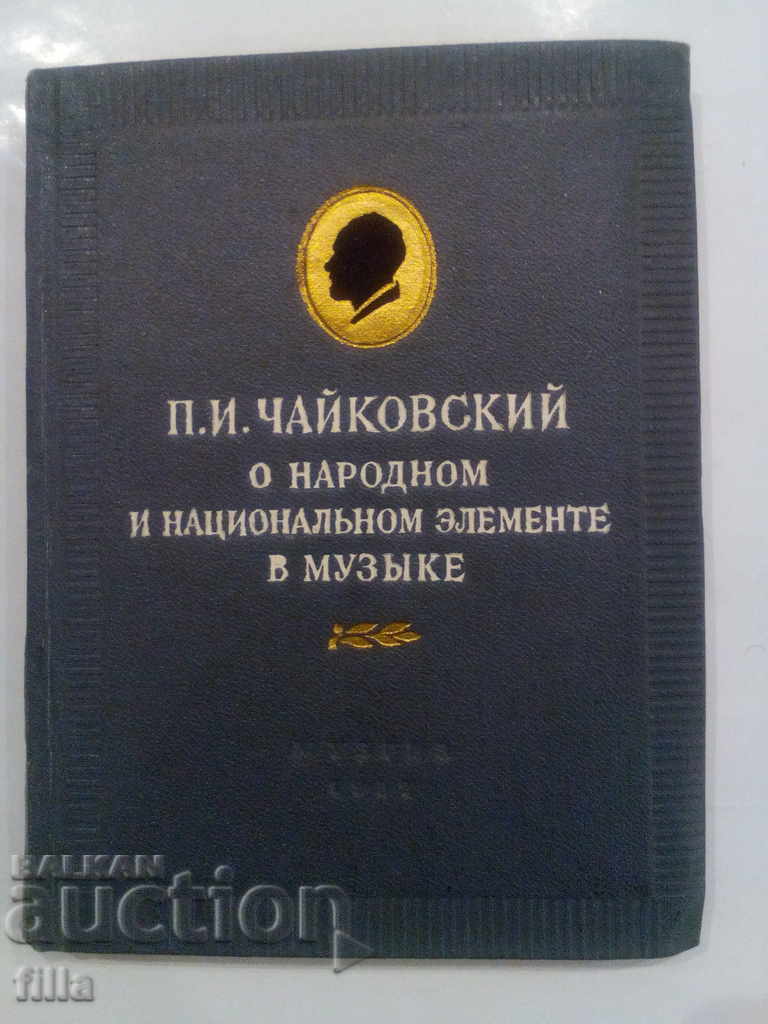 П.И. ЧАЙКОВСКИЙ
О НАРОДНОМ
И НАЦИОНАЛЬНОМ ЭЛЕМЕНТЕ
В МУЗЫКЕ
BALKAN
auction
filla